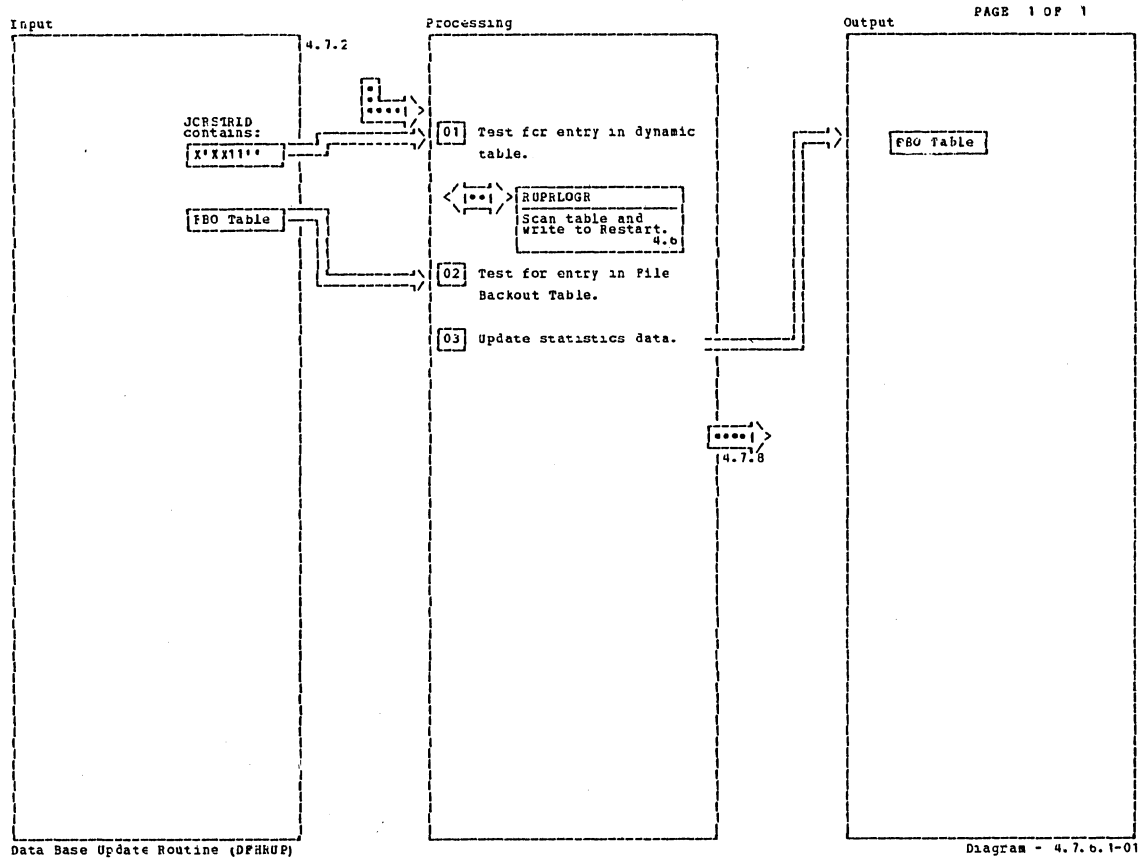 PAGE 1 OF 1
Input
Processing
Output
4.7.2
JCRSTRID
contains:
X'XX11''
01 Test for entry in dynamic
table.
FBO Table
RUPRLOGR
Scan table and
write to Restart.
4.6
FBO Table
02 Test for entry in File
Backout Table.
03 Update statistics data.
4.7.8
Data Base Update Routine (DFHRUP)
Diagram - 4.7.6.1-01